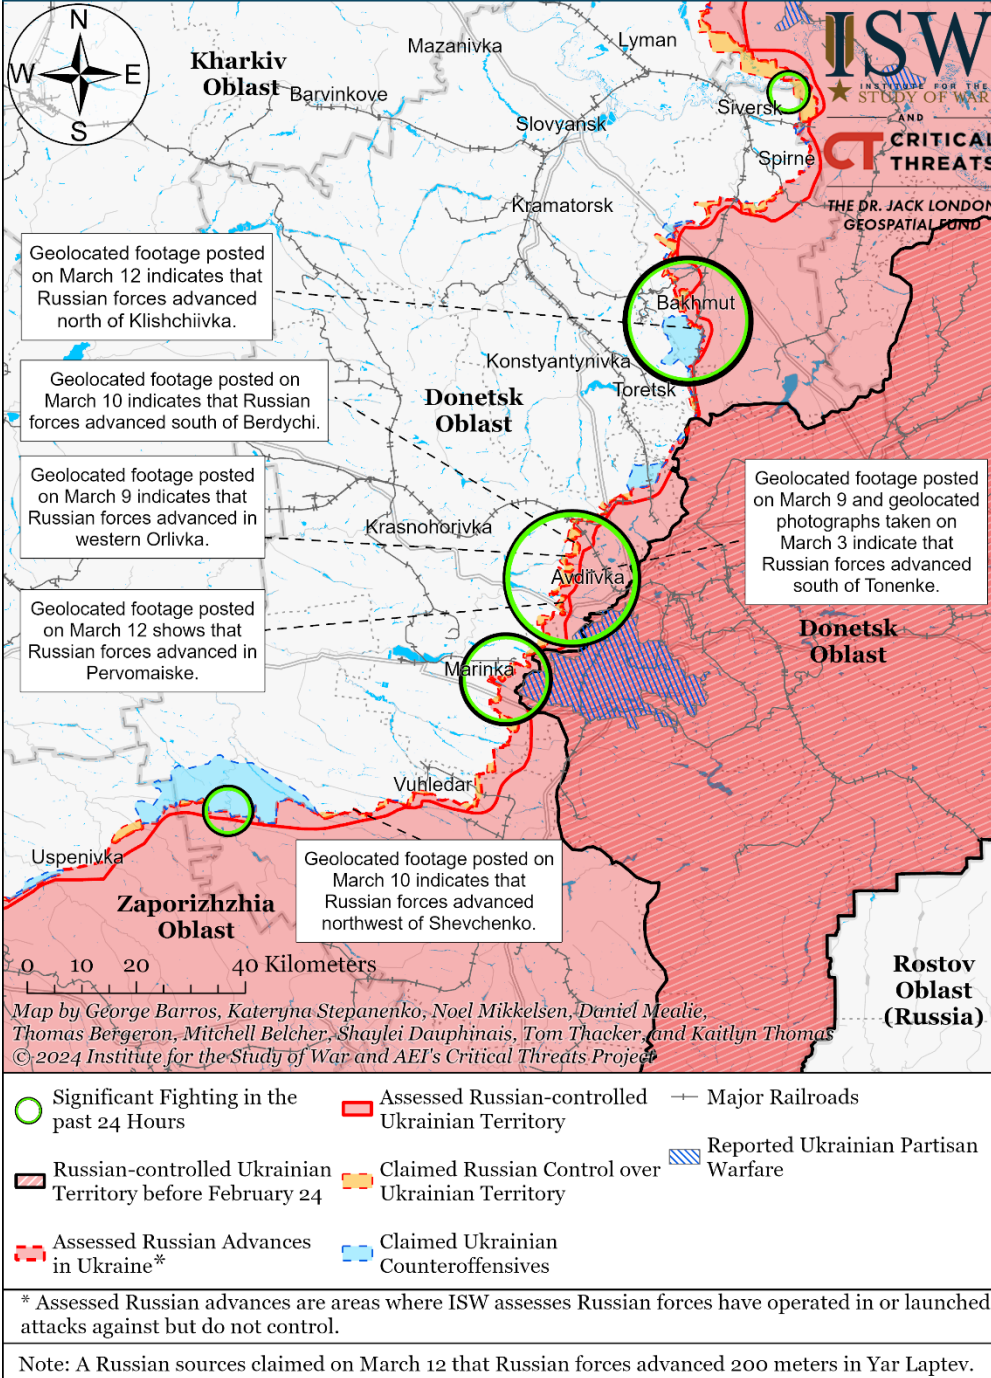 N
W E
S
ISW
INSTITUTE FOR THE
STUDY OF WAR
AND
CT CRITICAL
THREATS
THE DR. JACK LONDON
GEOSPATIAL FUND
Kharkiv
Oblast
Mazanivka
Lyman
Barvinkove
Siversk
Slovyansk
Spirne
Kramatorsk
Geolocated footage posted
on March 12 indicates that
Russian forces advanced
north of Klishchiivka.
Bakhmut
Konstyantynivka
Toretsk
Geolocated footage posted on
March 10 indicates that Russian
forces advanced south of Berdychi.
Donetsk
Oblast
Geolocated footage posted
on March 9 indicates that
Russian forces advanced in
western Orlivka.
Krasnohorivka
Geolocated footage posted
on March 9 and geolocated
photographs taken on
March 3 indicate that
Russian forces advanced
south of Tonenke.
Avdiivka
Geolocated footage posted
on March 12 shows that
Russian forces advanced in
Pervomaiske.
Donetsk
Oblast
Marinka
Vuhledar
Uspenivka
Geolocated footage posted on
March 10 indicates that
Russian forces advanced
northwest of Shevchenko.
Zaporizhzhia
Oblast
Rostov
Oblast
(Russia)
0 10 20 40 Kilometers
Map by George Barros, Kateryna Stepanenko, Noel Mikkelsen, Daniel Mealie,
Thomas Bergeron, Mitchell Belcher, Shaylei Dauphinais, Tom Thacker, and Kaitlyn Thomas
© 2024 Institute for the Study of War and AEI's Critical Threats Project
Significant Fighting in the
past 24 Hours
Russian-controlled Ukrainian
Territory before February 24
Assessed Russian Advances
in Ukraine*
Assessed Russian-controlled
Ukrainian Territory
Claimed Russian Control over
Ukrainian Territory
Claimed Ukrainian
Counteroffensives
Major Railroads
Reported Ukrainian Partisan
Warfare
* Assessed Russian advances are areas where ISW assesses Russian forces have operated in or launched
attacks against but do not control.
Note: A Russian sources claimed on March 12 that Russian forces advanced 200 meters in Yar Laptev.